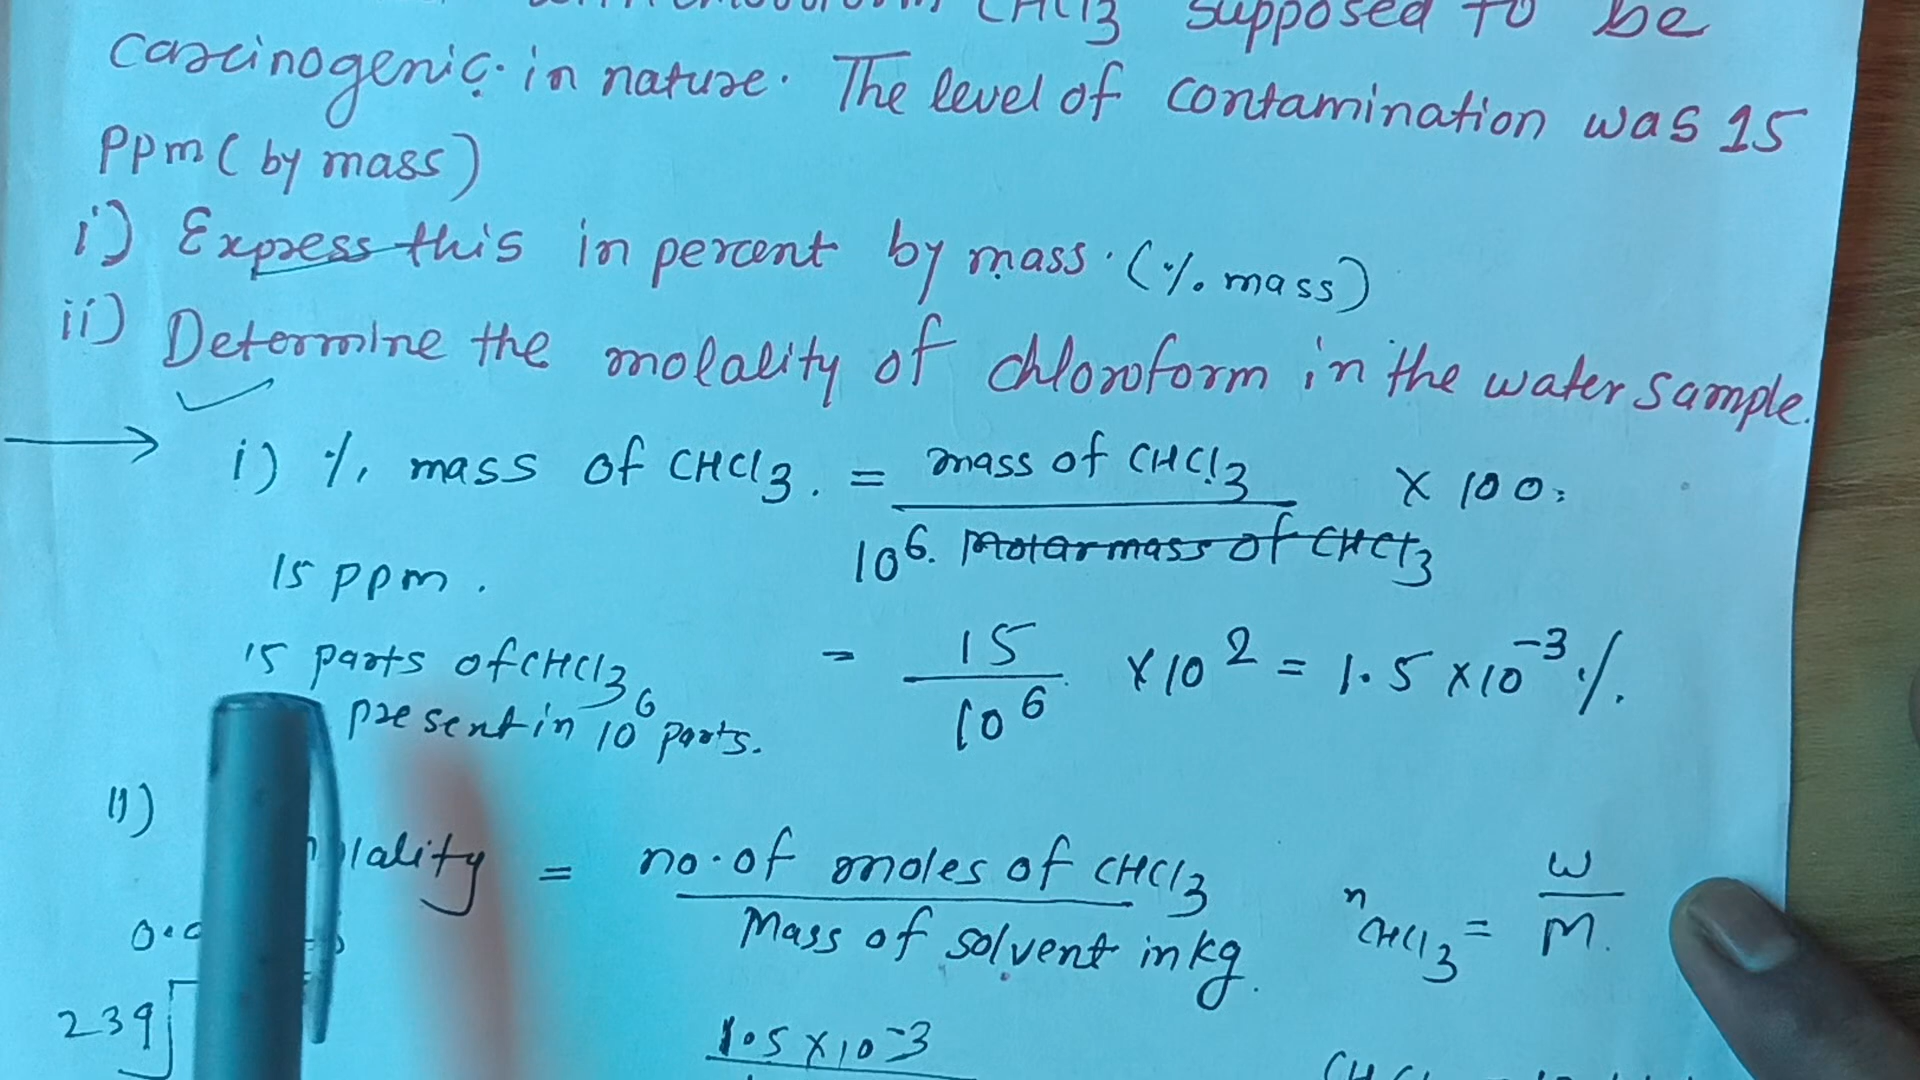 CHCl3 supposed to be
carcinogenic. in nature. The level of contamination was 15
ppm (by mass)
i) Express this in percent by mass. (% mass)
ii) Determine the molality of chloroform in the water sample.
i) % mass of CHCl3. = mass of CHCl3 / 10^6. Molar mass of CHCl3 × 100.
15 ppm.
15 parts of CHCl3
present in 10^6 parts.
= 15 / 10^6 × 10^2 = 1.5 × 10^-3 %.
ii)
lality = no. of moles of CHCl3 / Mass of solvent in kg.
n CHCl3 = w / M.
239
1.5 × 10^-3